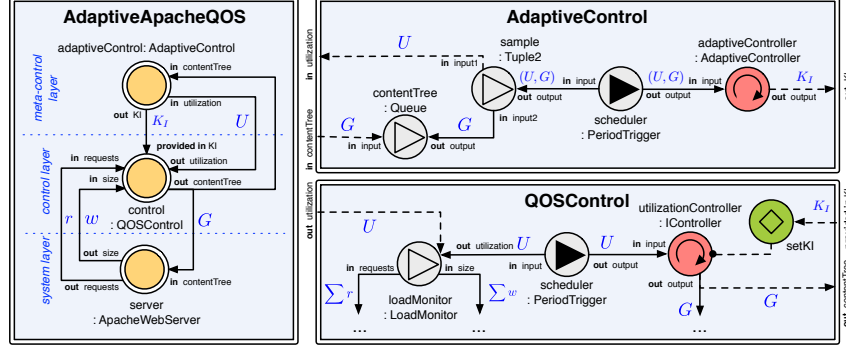 AdaptiveApacheQOS
adaptiveControl: AdaptiveControl
meta-control
layer
in contentTree
in utilization
out KI
K_I
U
provided in KI
in requests
out utilization
in size
out contentTree
control layer
control
: QOSControl
r
w
G
system layer
out size
out requests
in contentTree
server
: ApacheWebServer
AdaptiveControl
in utilization
U
in input1
sample
: Tuple2
(U, G)
in input
out output
(U, G)
in input
out output
adaptiveController
: AdaptiveController
K_I
out output
contentTree
: Queue
in contentTree
G
in input
G
out output
in input2
scheduler
: PeriodTrigger
QOSControl
out utilization
U
out utilization
U
in input
U
out output
in input
utilizationController
: IController
K_I
setKI
in requests
in size
∑ r
∑ w
loadMonitor
: LoadMonitor
scheduler
: PeriodTrigger
out output
G
G
...
...
...